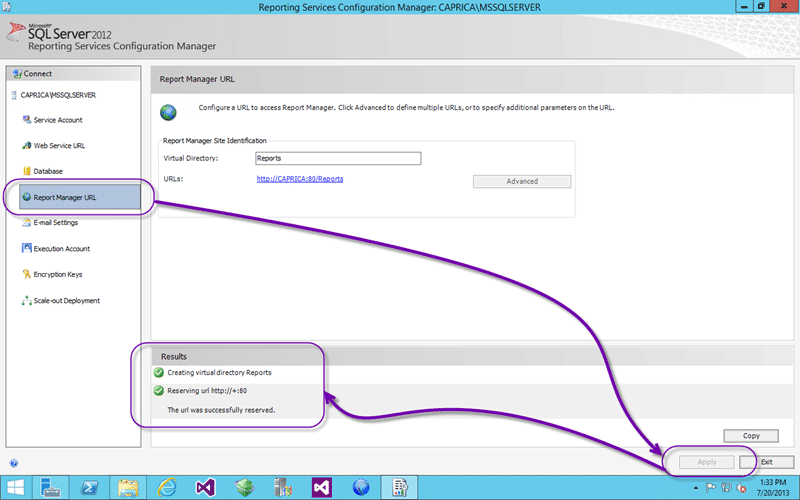 Reporting Services Configuration Manager: CAPRICA\MSSQLSERVER
Microsoft
SQL Server 2012
Reporting Services Configuration Manager
Connect
CAPRICA\MSSQLSERVER
Service Account
Web Service URL
Database
Report Manager URL
E-mail Settings
Execution Account
Encryption Keys
Scale-out Deployment
Report Manager URL
Configure a URL to access Report Manager. Click Advanced to define multiple URLs, or to specify additional parameters on the URL.
Report Manager Site Identification
Virtual Directory: Reports
URLs: http://CAPRICA:80/Reports
Advanced
Results
Creating virtual directory Reports
Reserving url http://+:80
The url was successfully reserved.
Copy
Apply Exit
1:33 PM
7/20/2013